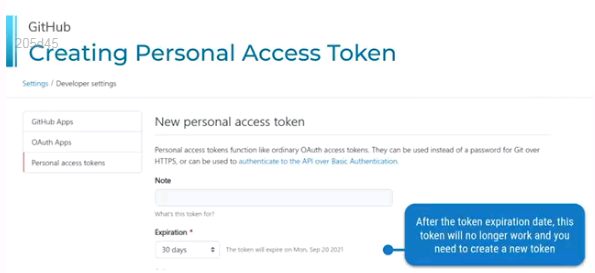 GitHub
205d45
Creating Personal Access Token
Settings / Developer settings
GitHub Apps
OAuth Apps
Personal access tokens
New personal access token
Personal access tokens function like ordinary OAuth access tokens. They can be used instead of a password for Git over
HTTPS, or can be used to authenticate to the API over Basic Authentication.
Note
What's this token for?
Expiration *
30 days
The token will expire on Mon, Sep 20 2021
After the token expiration date, this
token will no longer work and you
need to create a new token